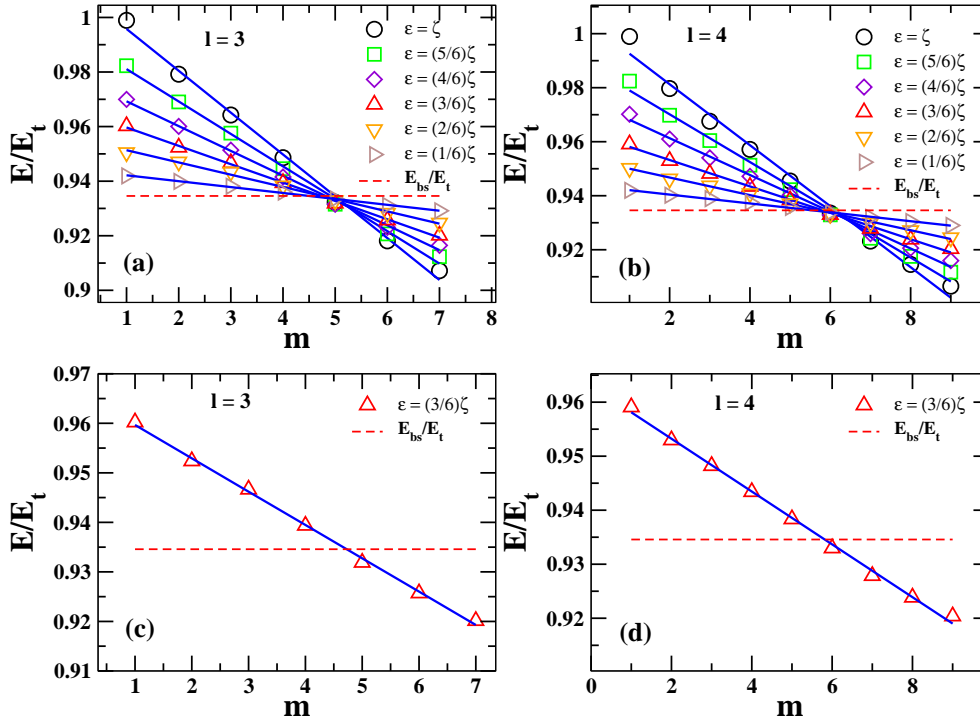 1
0.98
0.96
0.94
0.92
0.9
E/E_t
l = 3
ε = ζ
ε = (5/6)ζ
ε = (4/6)ζ
ε = (3/6)ζ
ε = (2/6)ζ
ε = (1/6)ζ
E_bs/E_t
(a)
1 2 3 4 5 6 7 8
m
1
0.98
0.96
0.94
0.92
E/E_t
l = 4
ε = ζ
ε = (5/6)ζ
ε = (4/6)ζ
ε = (3/6)ζ
ε = (2/6)ζ
ε = (1/6)ζ
E_bs/E_t
(b)
0 2 4 6 8
m
0.97
0.96
0.95
0.94
0.93
0.92
0.91
E/E_t
l = 3
ε = (3/6)ζ
E_bs/E_t
(c)
1 2 3 4 5 6 7
m
0.96
0.95
0.94
0.93
0.92
E/E_t
l = 4
ε = (3/6)ζ
E_bs/E_t
(d)
0 2 4 6 8
m